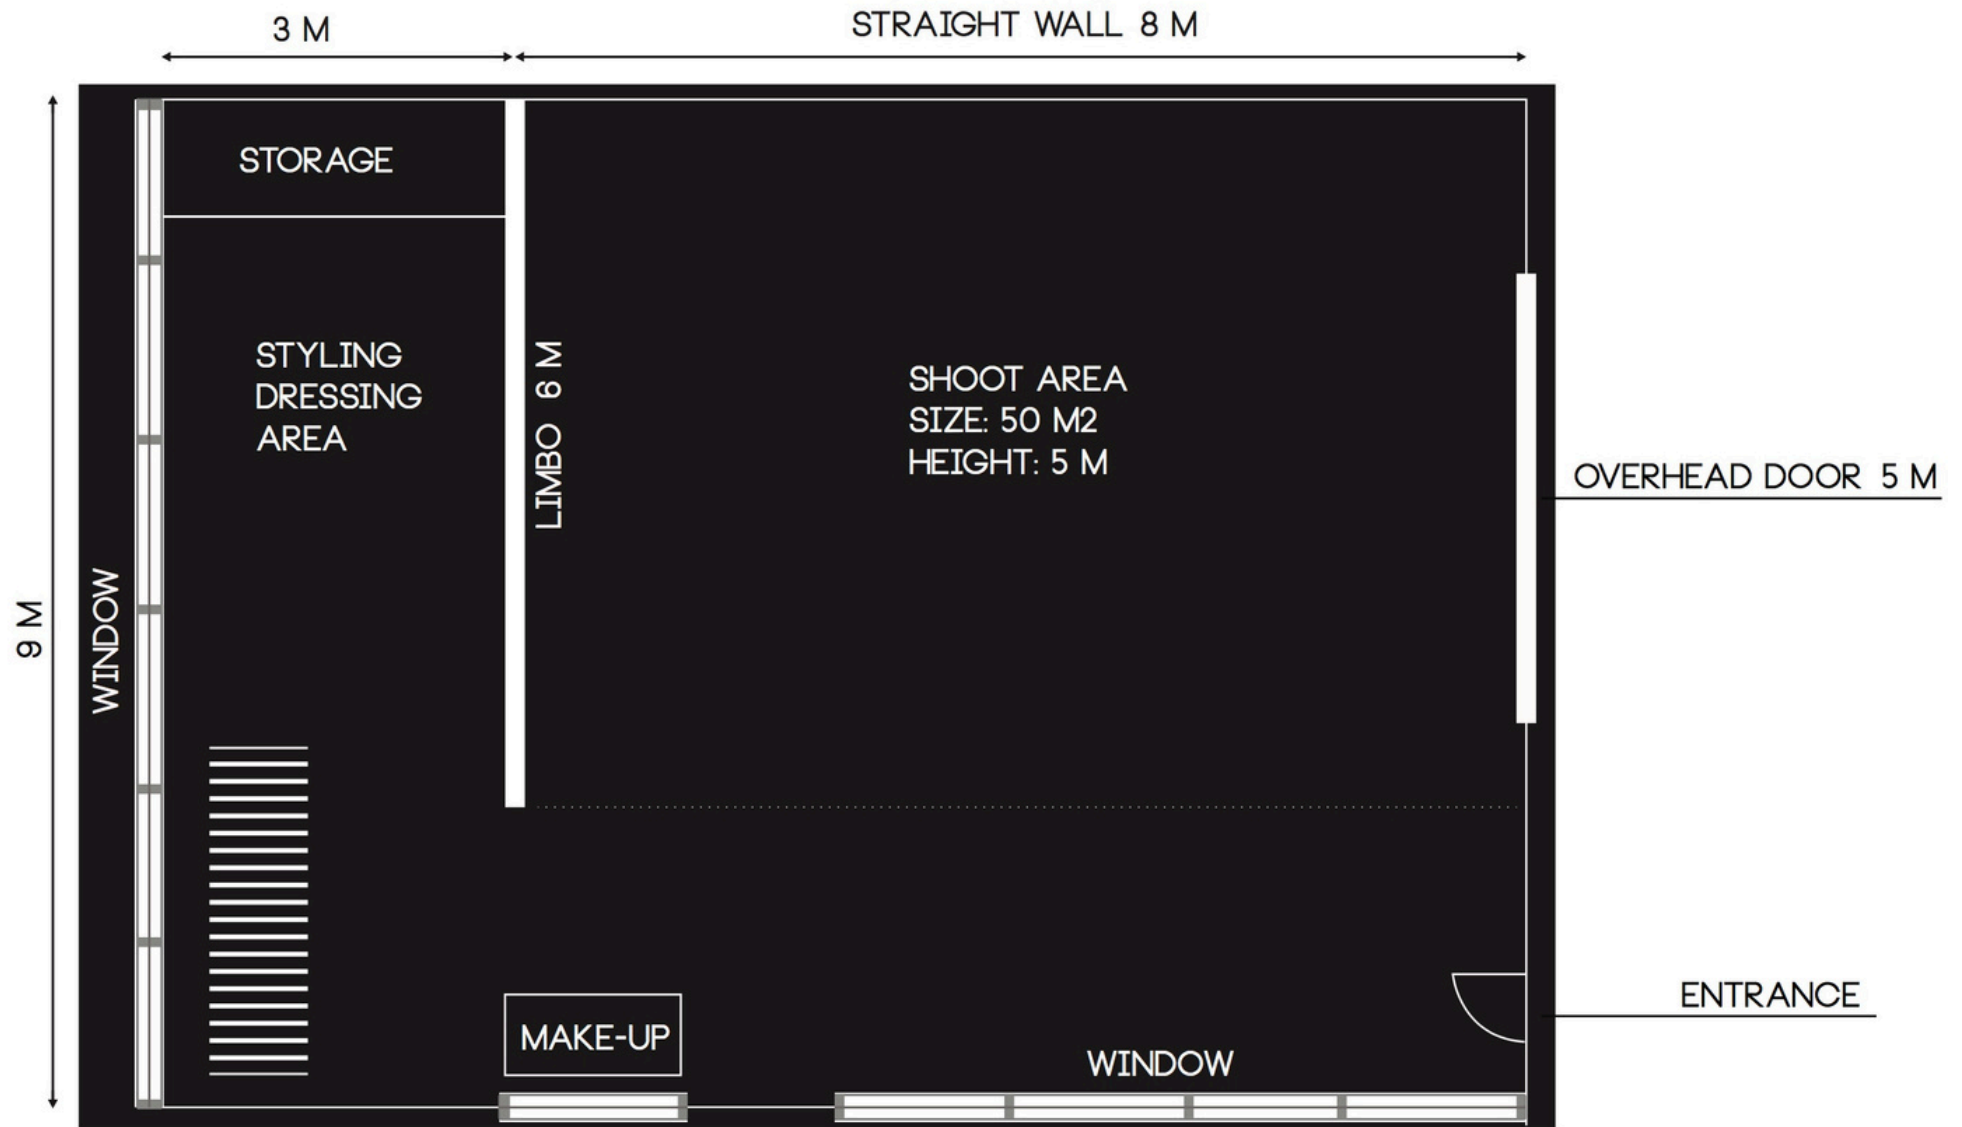 3 M
STRAIGHT WALL 8 M
STORAGE
STYLING
DRESSING
AREA
LIMBO 6 M
SHOOT AREA
SIZE: 50 M2
HEIGHT: 5 M
OVERHEAD DOOR 5 M
9 M
WINDOW
ENTRANCE
MAKE-UP
WINDOW